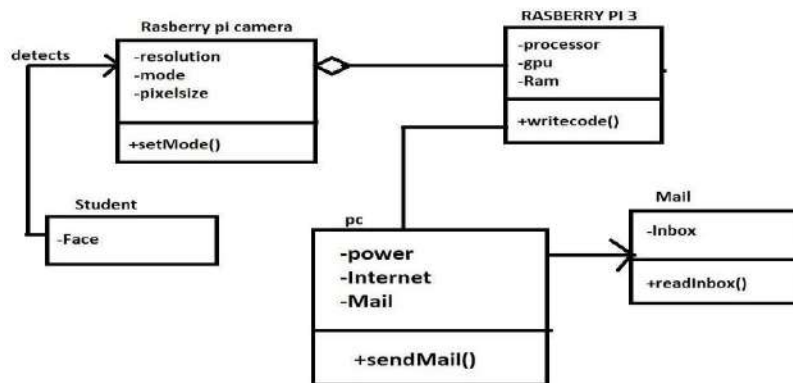 Rasberry pi camera
-resolution
-mode
-pixelsize
+setMode()
RASBERRY PI 3
-processor
-gpu
-Ram
+writecode()
detects
Student
-Face
pc
-power
-Internet
-Mail
+sendMail()
Mail
-Inbox
+readInbox()